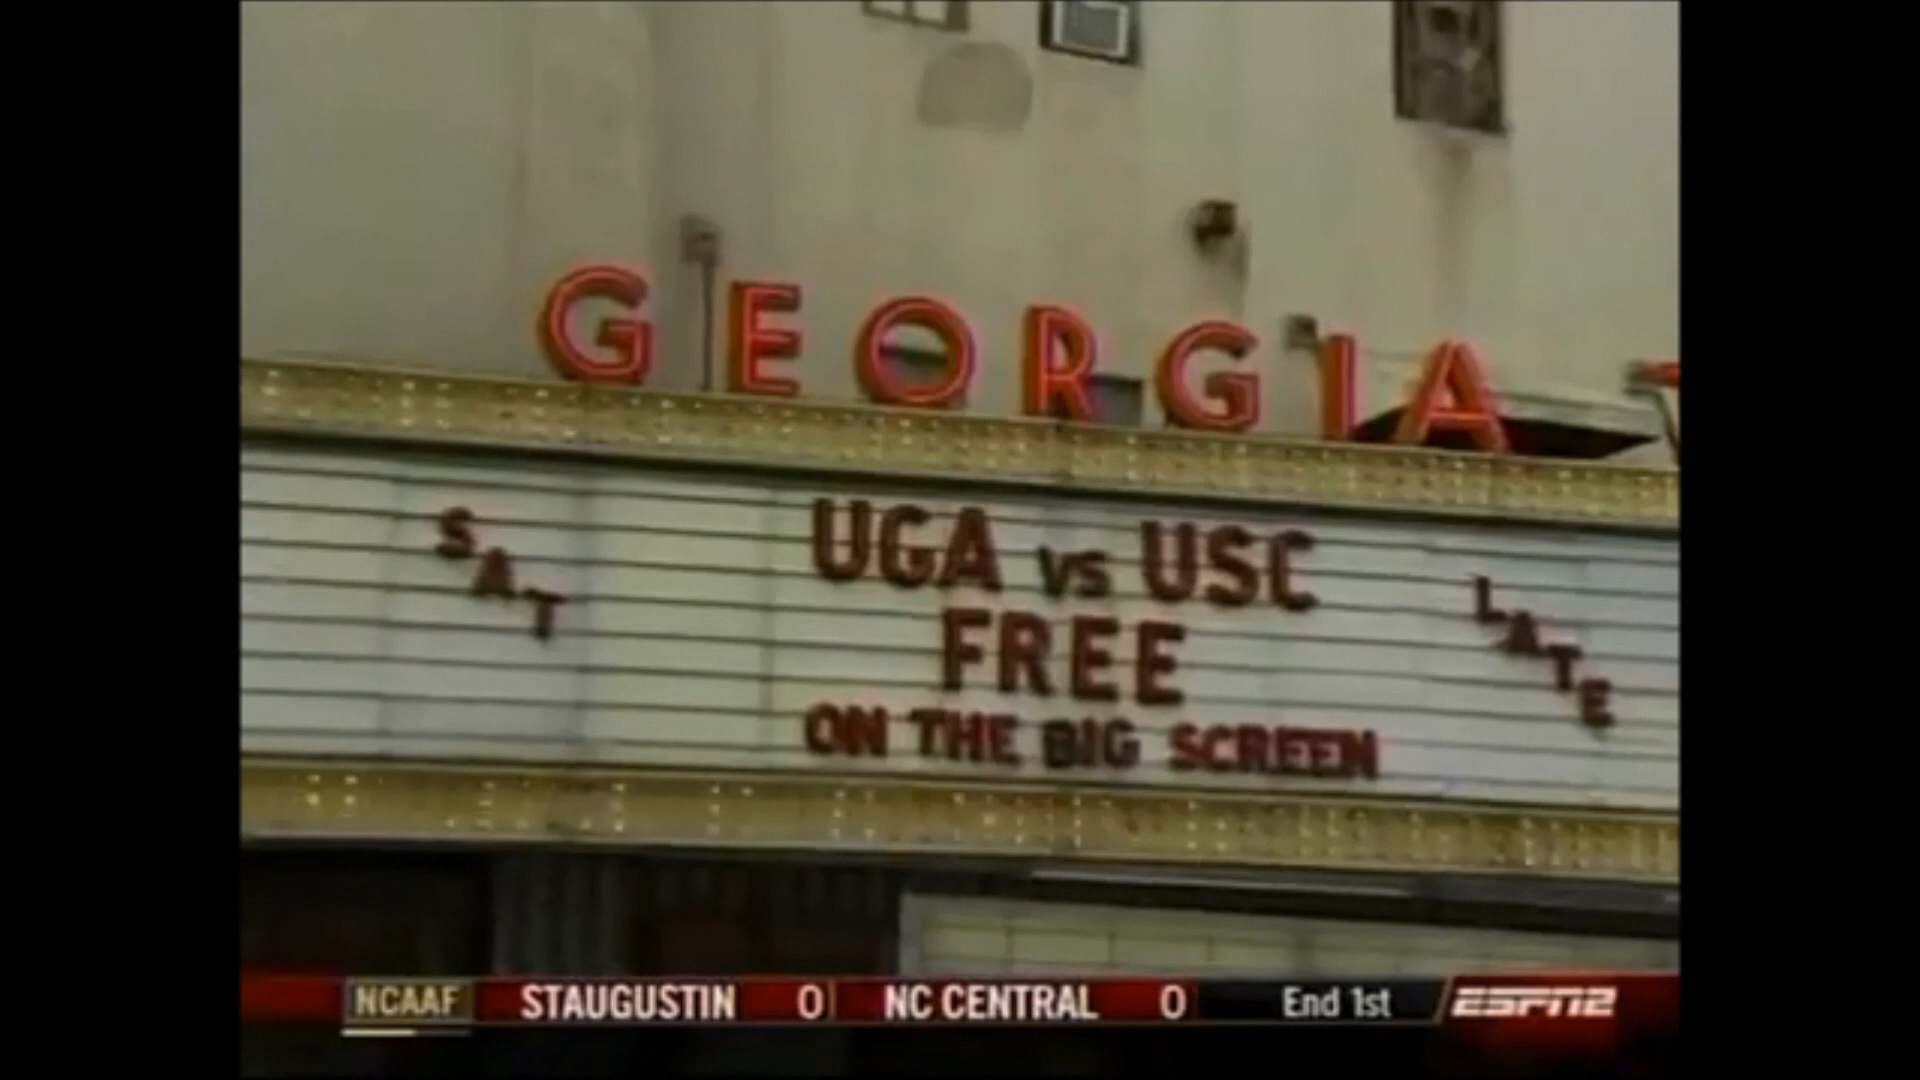 GEORGIA
SAT
UGA vs USC
FREE
ON THE BIG SCREEN
LATE
NCAAF STAUGUSTIN 0 NC CENTRAL 0 End 1st ESPN2